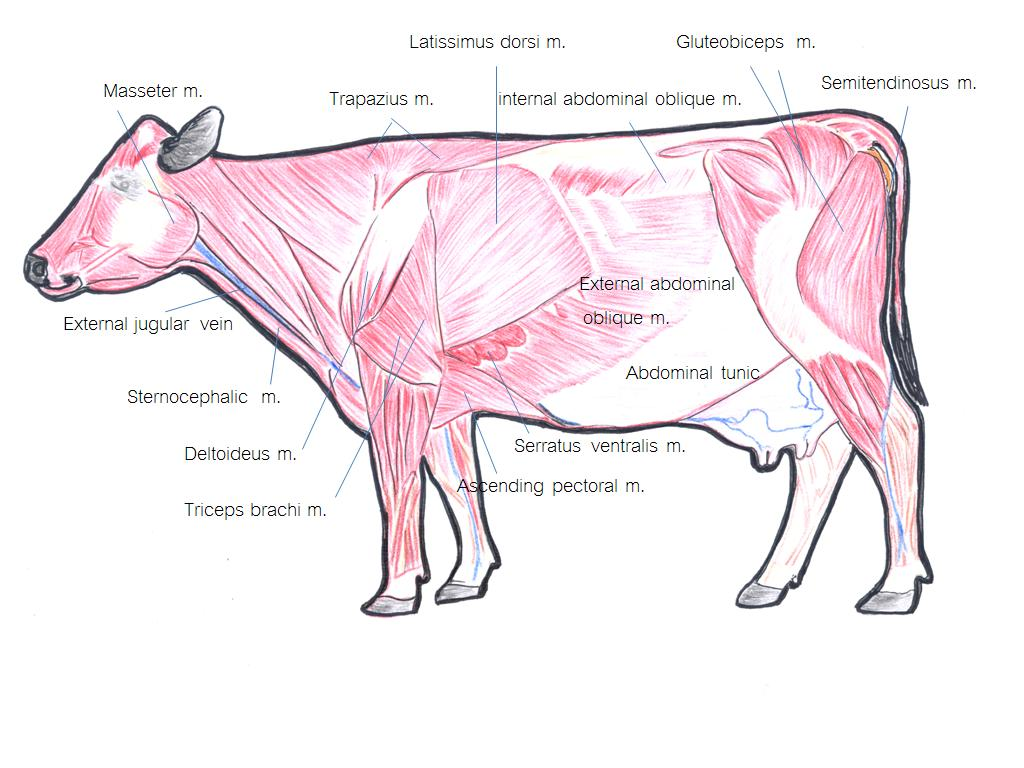 Latissimus dorsi m.
Gluteobiceps m.
Masseter m.
Trapazius m.
internal abdominal oblique m.
Semitendinosus m.
External abdominal
oblique m.
External jugular vein
Abdominal tunic
Sternocephalic m.
Deltoideus m.
Serratus ventralis m.
Ascending pectoral m.
Triceps brachi m.